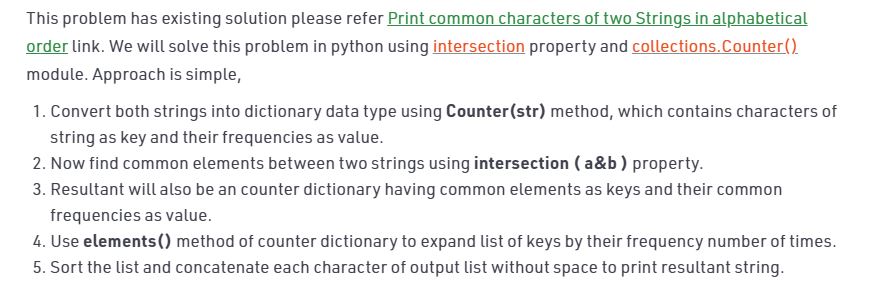 This problem has existing solution please refer Print common characters of two Strings in alphabetical
order link. We will solve this problem in python using intersection property and collections.Counter()
module. Approach is simple,
1. Convert both strings into dictionary data type using Counter(str) method, which contains characters of
string as key and their frequencies as value.
2. Now find common elements between two strings using intersection ( a&b ) property.
3. Resultant will also be an counter dictionary having common elements as keys and their common
frequencies as value.
4. Use elements() method of counter dictionary to expand list of keys by their frequency number of times.
5. Sort the list and concatenate each character of output list without space to print resultant string.